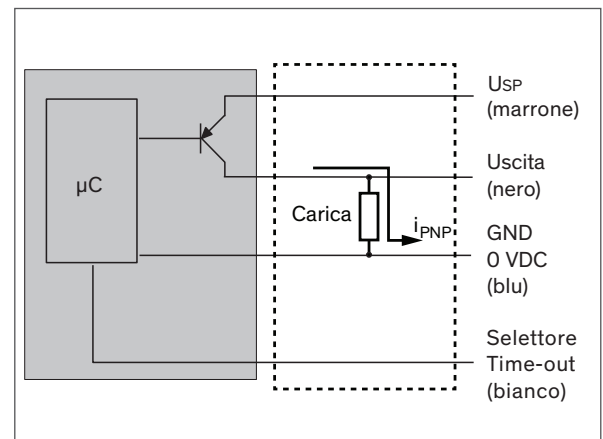 USP
(marrone)
µC
Uscita
(nero)
Carica
iPNP
GND
0 VDC
(blu)
Selettore
Time-out
(bianco)